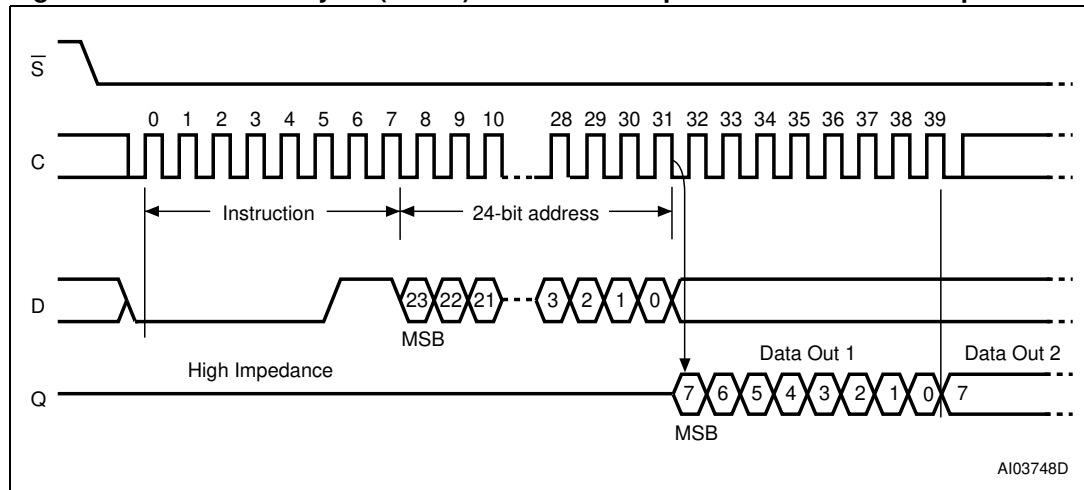 S
0 1 2 3 4 5 6 7 8 9 10 28 29 30 31 32 33 34 35 36 37 38 39
C
Instruction 24-bit address
D 23 22 21 3 2 1 0
MSB
High Impedance Data Out 1 Data Out 2
Q 7 6 5 4 3 2 1 0 7
MSB
AI03748D